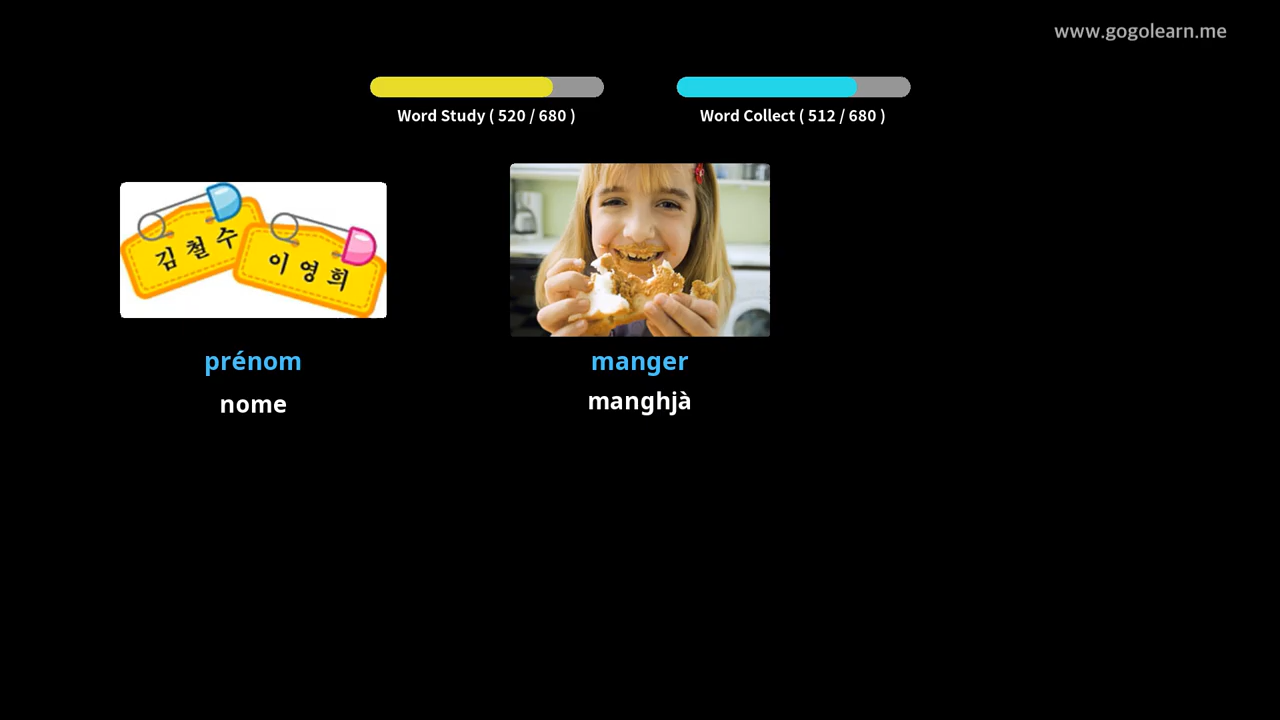 www.gogolearn.me
Word Study ( 520 / 680 )
Word Collect ( 512 / 680 )
김철수
이영희
prénom
manger
nome
manghjà